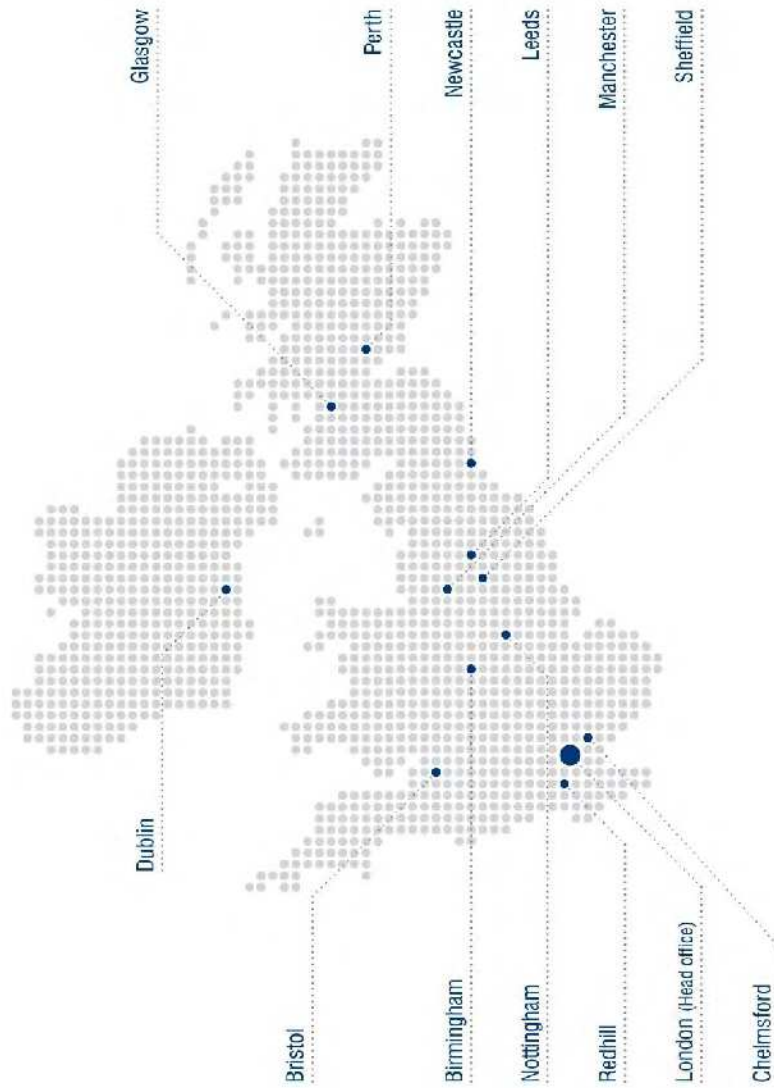 Glasgow
Perth
Newcastle
Leeds
Manchester
Sheffield
Dublin
Bristol
Birmingham
Nottingham
Redhill
London (Head office)
Chelmsford